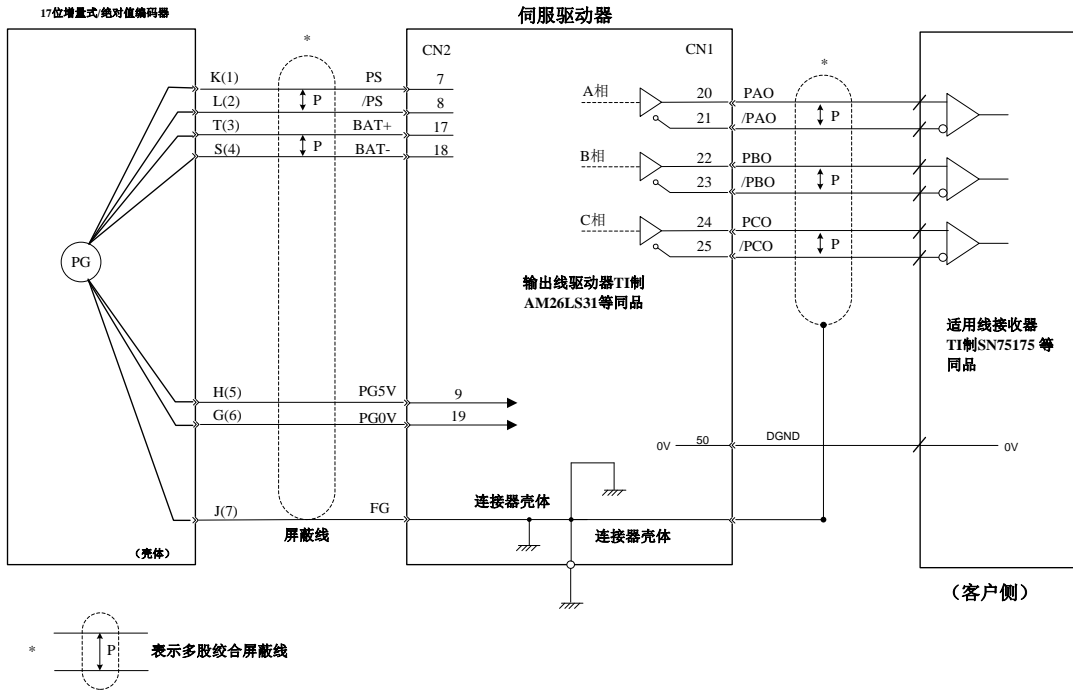 17位增量式/绝对值编码器
伺服驱动器
*
CN2
CN1
*
K(1)
PS
7
L(2)
P
/PS
8
T(3)
BAT+
17
S(4)
P
BAT-
18
A相
20
PAO
21
/PAO
P
B相
22
PBO
23
/PBO
P
C相
24
PCO
25
/PCO
P
PG
输出线驱动器TI制
AM26LS31等同品
适用线接收器
TI制SN75175 等
同品
H(5)
PG5V
9
G(6)
PG0V
19
0V
50
DGND
0V
J(7)
FG
连接器壳体
连接器壳体
屏蔽线
(壳体)
(客户侧)
*
P
表示多股绞合屏蔽线